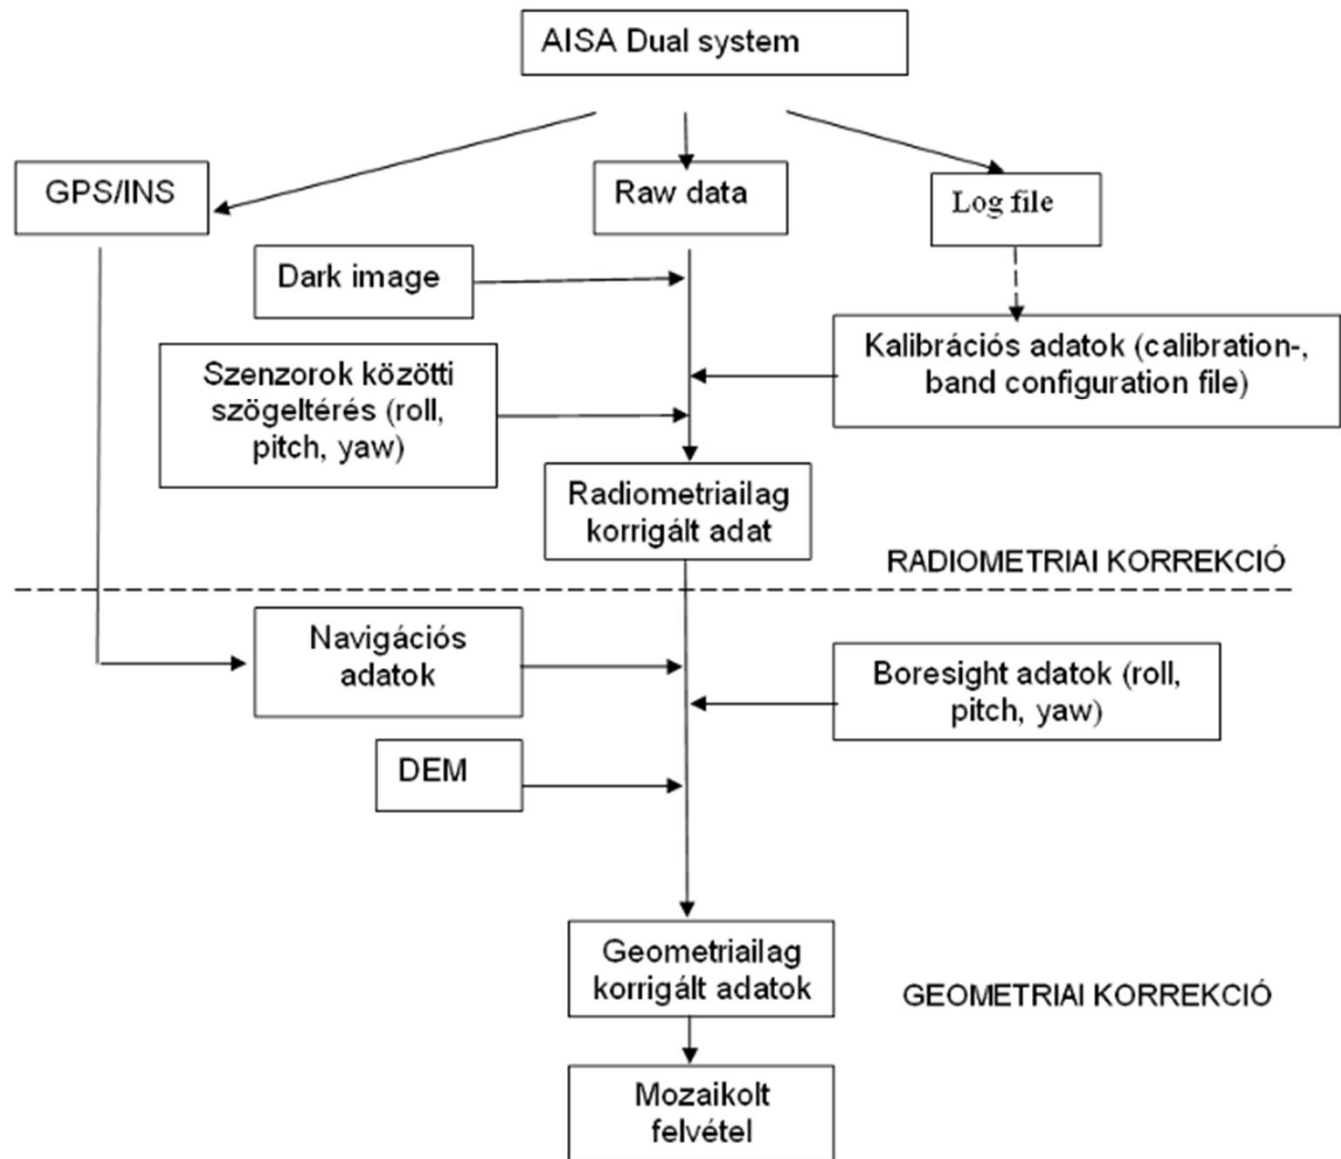 AISA Dual system
GPS/INS
Raw data
Log file
Dark image
Kalibrációs adatok (calibration-,
band configuration file)
Szenzorok közötti
szögeltérés (roll,
pitch, yaw)
Radiometriailag
korrigált adat
RADIOMETRIAI KORREKCIÓ
Navigációs
adatok
Boresight adatok (roll,
pitch, yaw)
DEM
Geometriailag
korrigált adatok
GEOMETRIAI KORREKCIÓ
Mozaikolt
felvétel